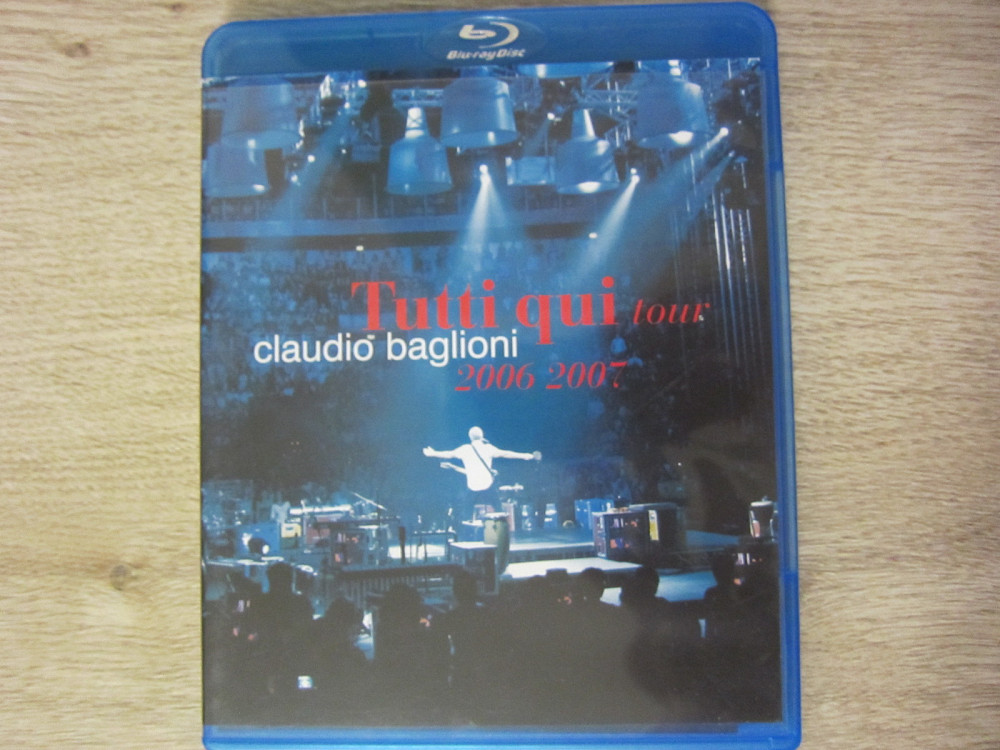 Blu-ray Disc
Tutti qui tour
claudio baglioni
2006 2007